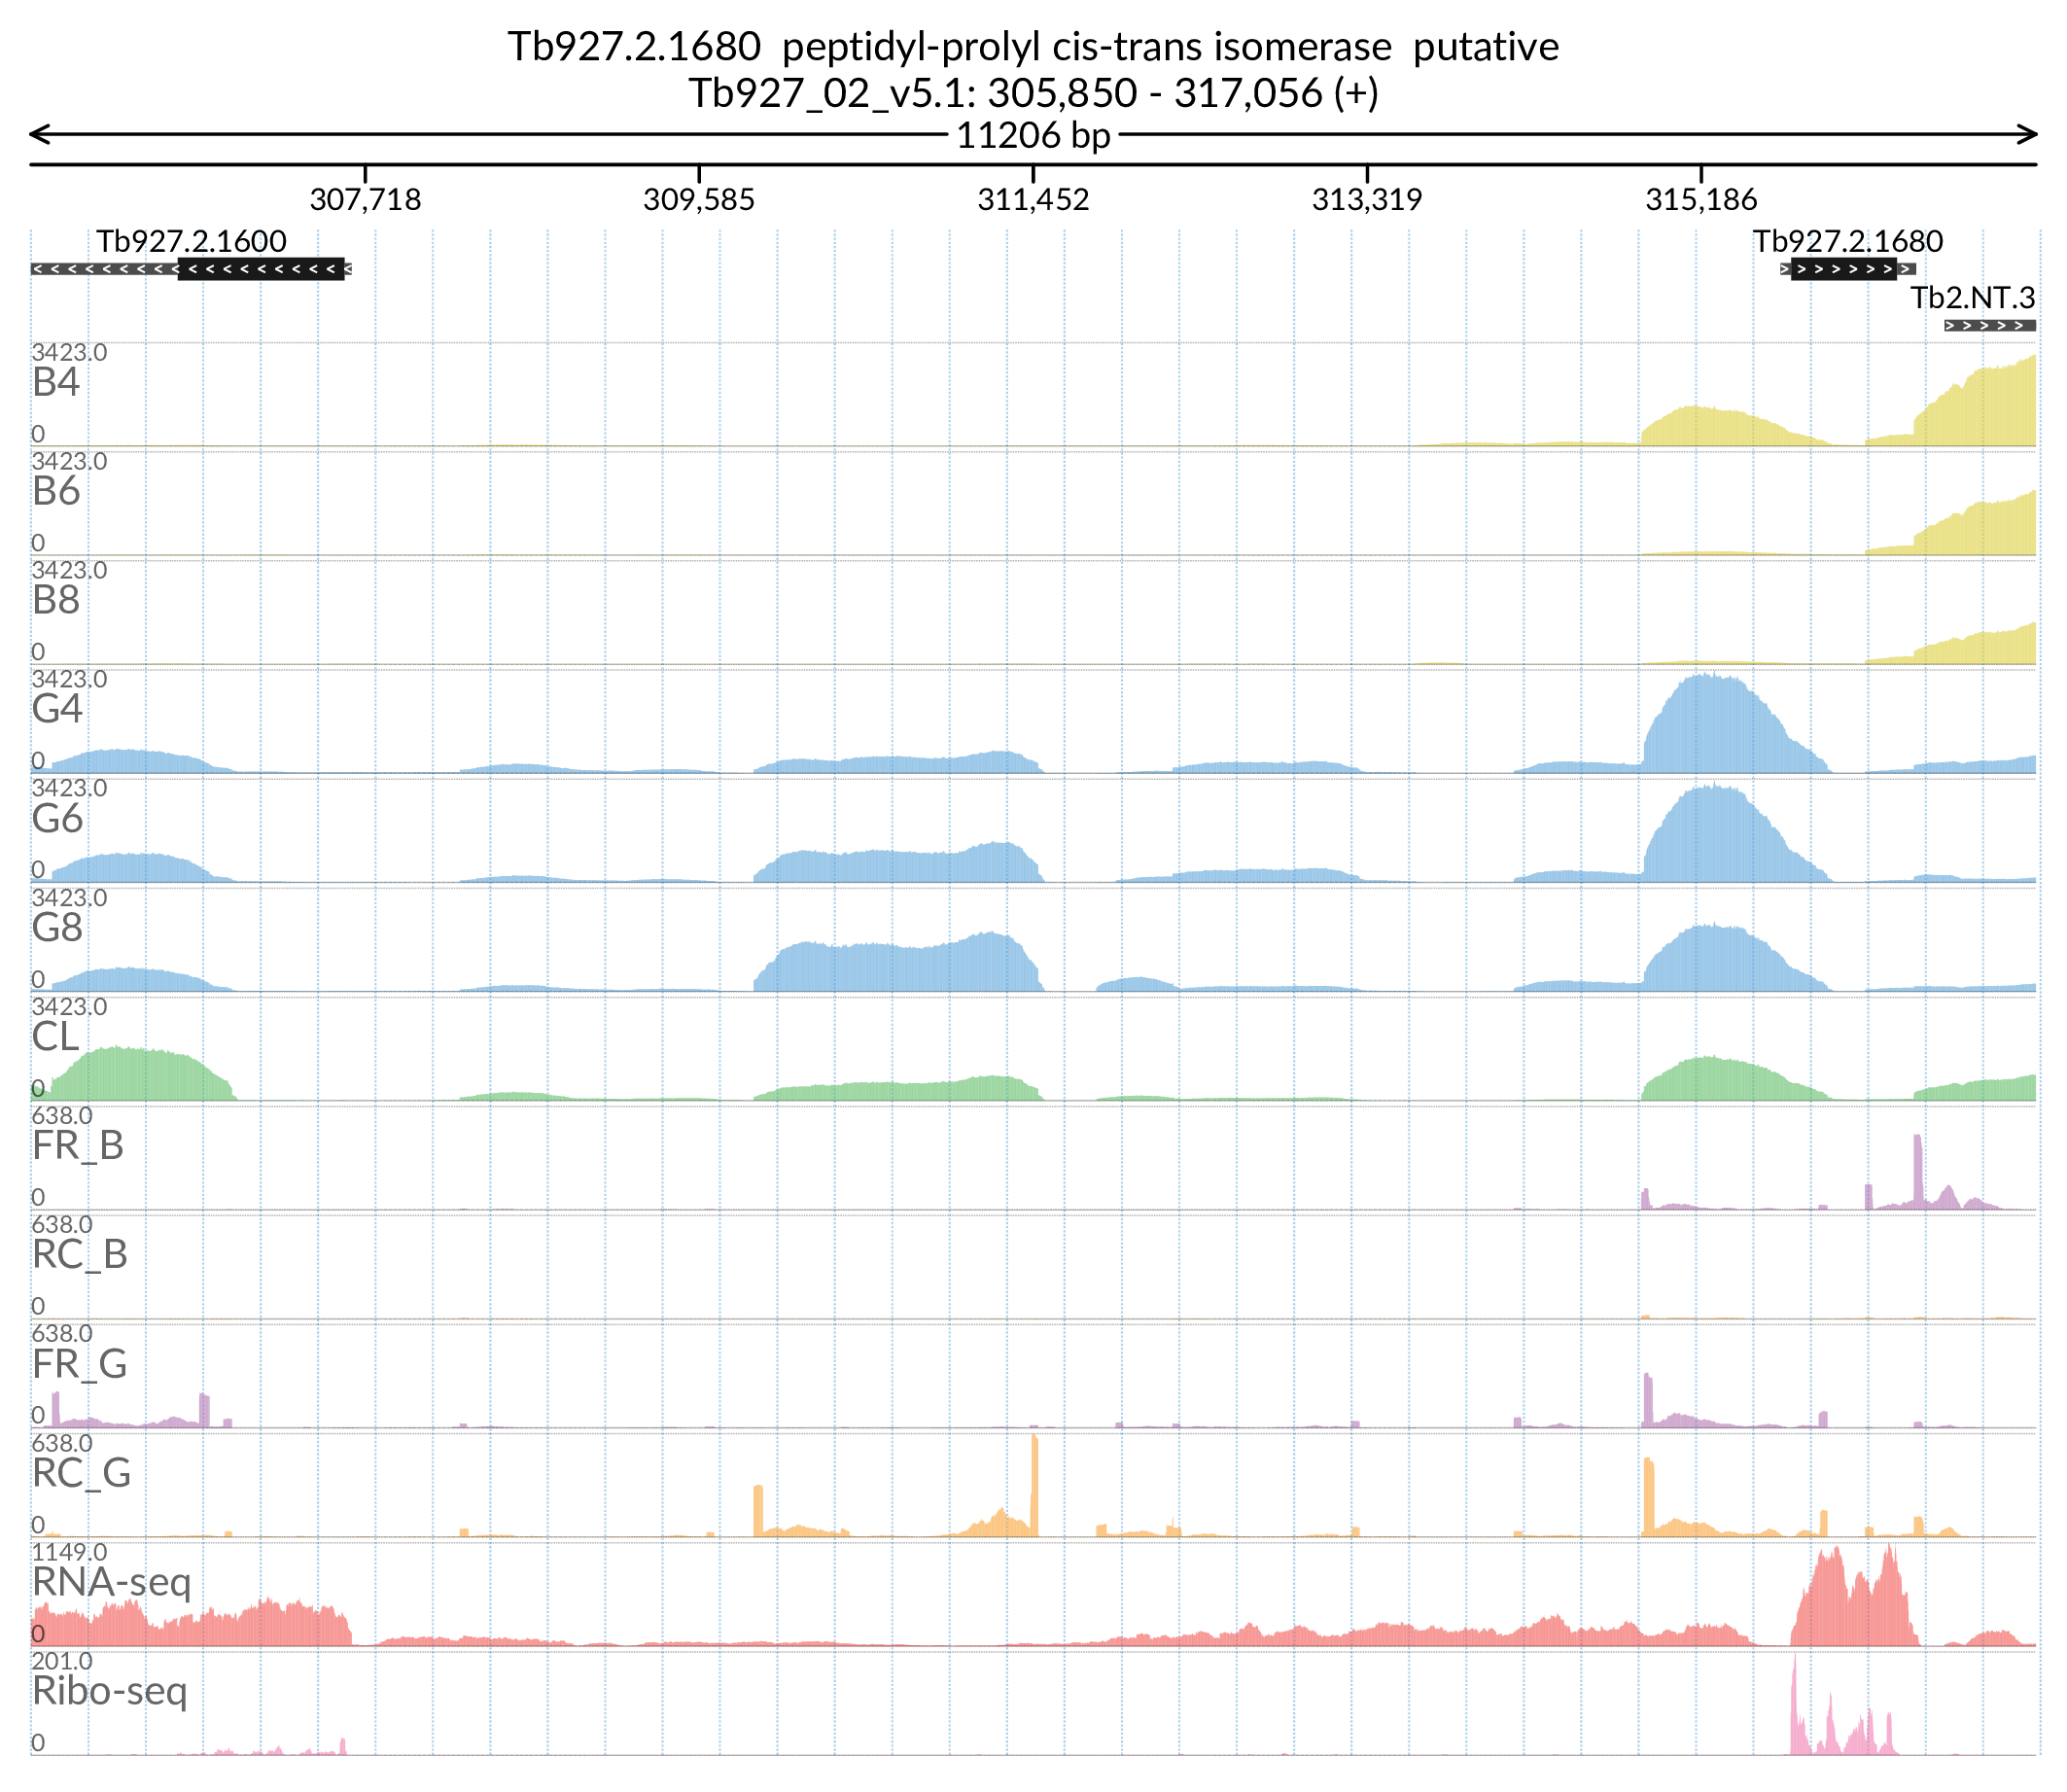 Tb927.2.1680 peptidyl-prolyl cis-trans isomerase putative
Tb927_02_v5.1: 305,850 - 317,056 (+)
11206 bp
307,718 309,585 311,452 313,319 315,186
Tb927.2.1600 Tb927.2.1680
Tb2.NT.3
3423.0
B4
0
3423.0
B6
0
3423.0
B8
0
3423.0
G4
0
3423.0
G6
0
3423.0
G8
0
3423.0
CL
0
638.0
FR_B
0
638.0
RC_B
0
638.0
FR_G
0
638.0
RC_G
0
1149.0
RNA-seq
0
201.0
Ribo-seq
0